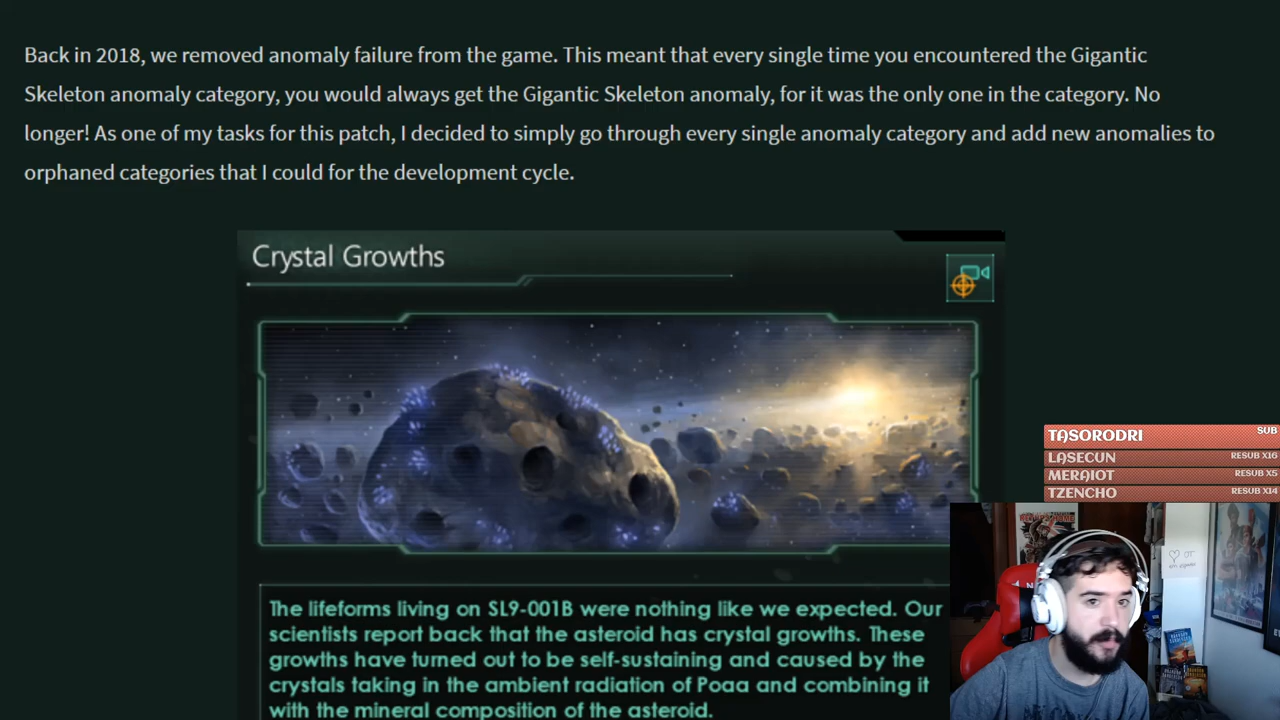 Back in 2018, we removed anomaly failure from the game. This meant that every single time you encountered the Gigantic
Skeleton anomaly category, you would always get the Gigantic Skeleton anomaly, for it was the only one in the category. No
longer! As one of my tasks for this patch, I decided to simply go through every single anomaly category and add new anomalies to
orphaned categories that I could for the development cycle.
Crystal Growths
The lifeforms living on SL9-001B were nothing like we expected. Our
scientists report back that the asteroid has crystal growths. These
growths have turned out to be self-sustaining and caused by the
crystals taking in the ambient radiation of Poaa and combining it
with the mineral composition of the asteroid.
TASORODRI SUB
LASECUN RESUB X16
MERAIOT RESUB X5
TZENCHO RESUB X14